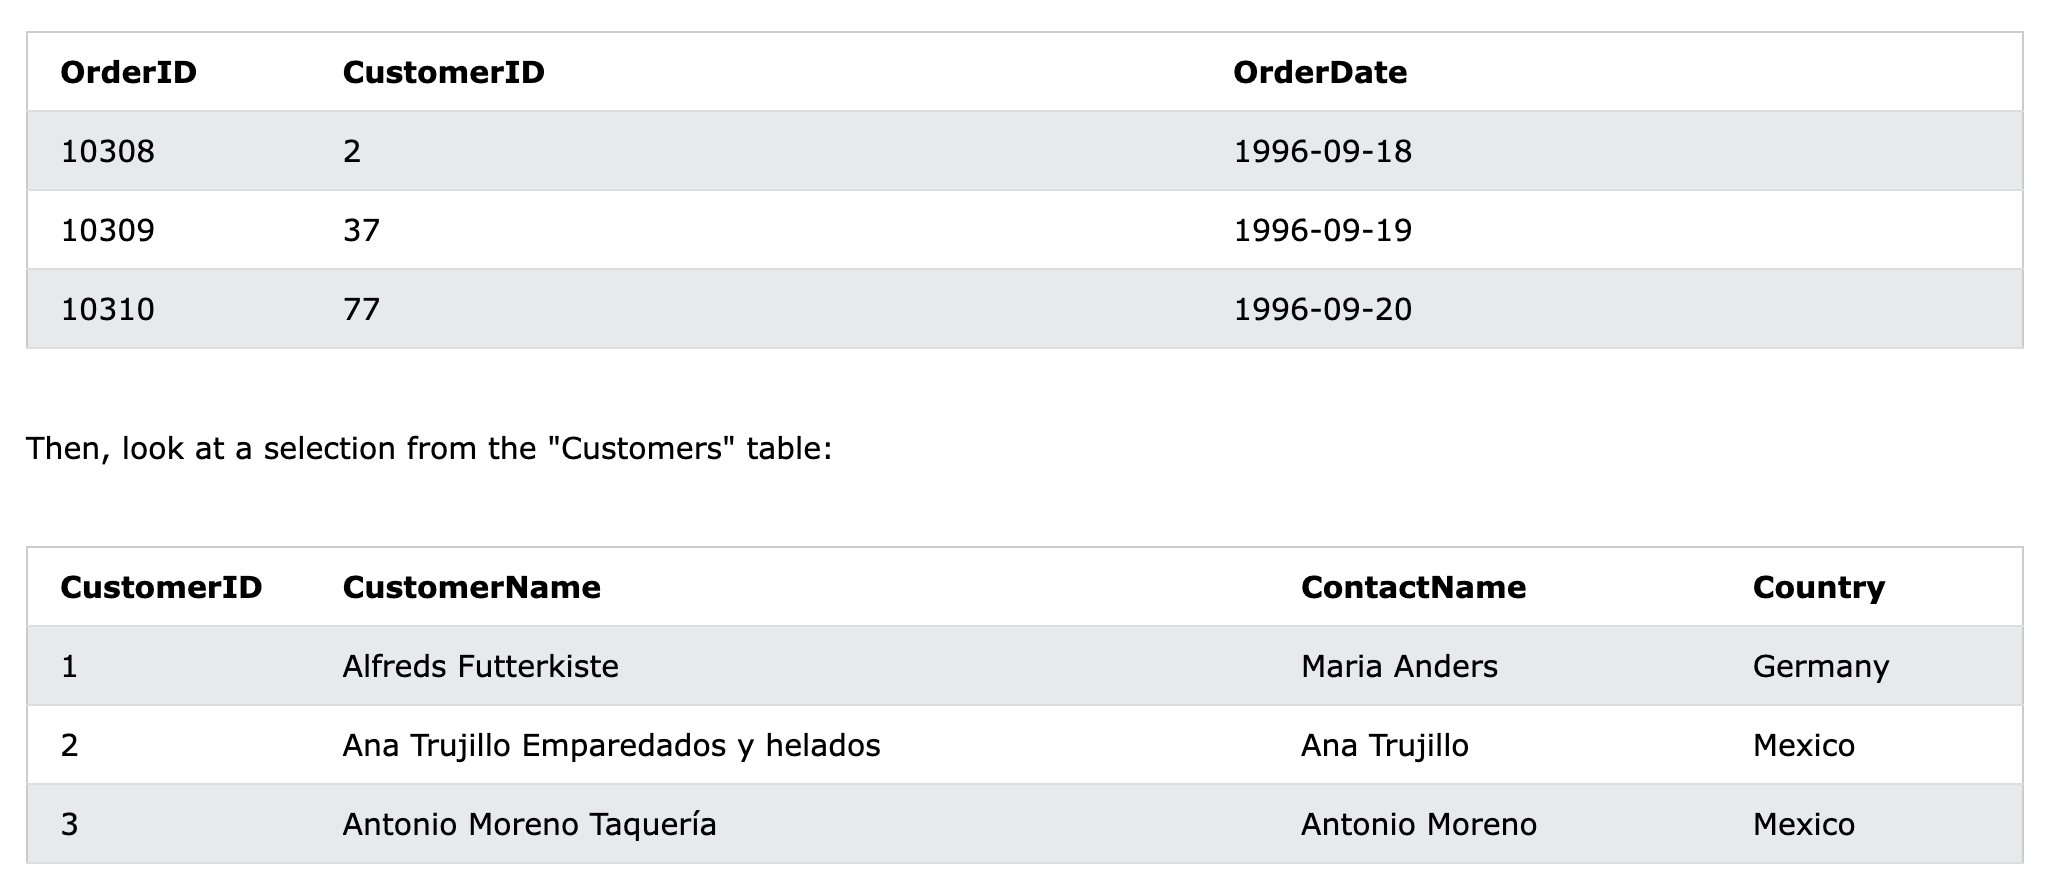 OrderID CustomerID OrderDate
10308 2 1996-09-18
10309 37 1996-09-19
10310 77 1996-09-20
Then, look at a selection from the "Customers" table:
CustomerID CustomerName ContactName Country
1 Alfreds Futterkiste Maria Anders Germany
2 Ana Trujillo Emparedados y helados Ana Trujillo Mexico
3 Antonio Moreno Taquería Antonio Moreno Mexico